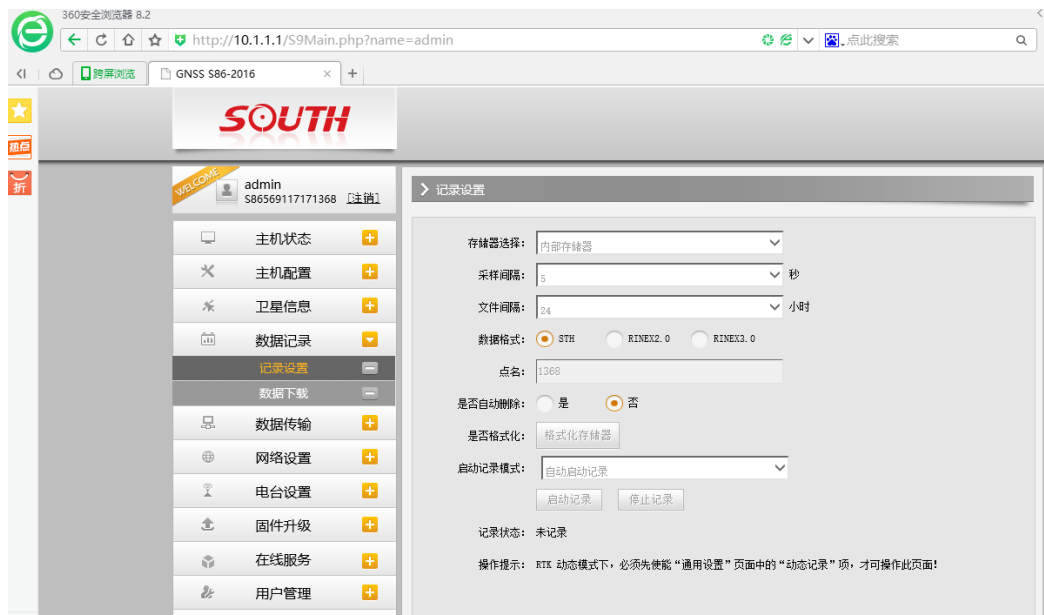 360安全浏览器 8.2
http://10.1.1.1/S9Main.php?name=admin
点此搜索
跨屏浏览
GNSS S86-2016
热点
折
SOUTH
WELCOME
admin
S86569117171368 [注销]
主机状态
主机配置
卫星信息
数据记录
记录设置
数据下载
数据传输
网络设置
电台设置
固件升级
在线服务
用户管理
记录设置
存储器选择： 内部存储器
采样间隔： 5 秒
文件间隔： 24 小时
数据格式： STH RINEX2.0 RINEX3.0
点名： 1368
是否自动删除： 是 否
是否格式化： 格式化存储器
启动记录模式： 自动启动记录
启动记录 停止记录
记录状态： 未记录
操作提示： RTK 动态模式下，必须先使能“通用设置”页面中的“动态记录”项，才可操作此页面！